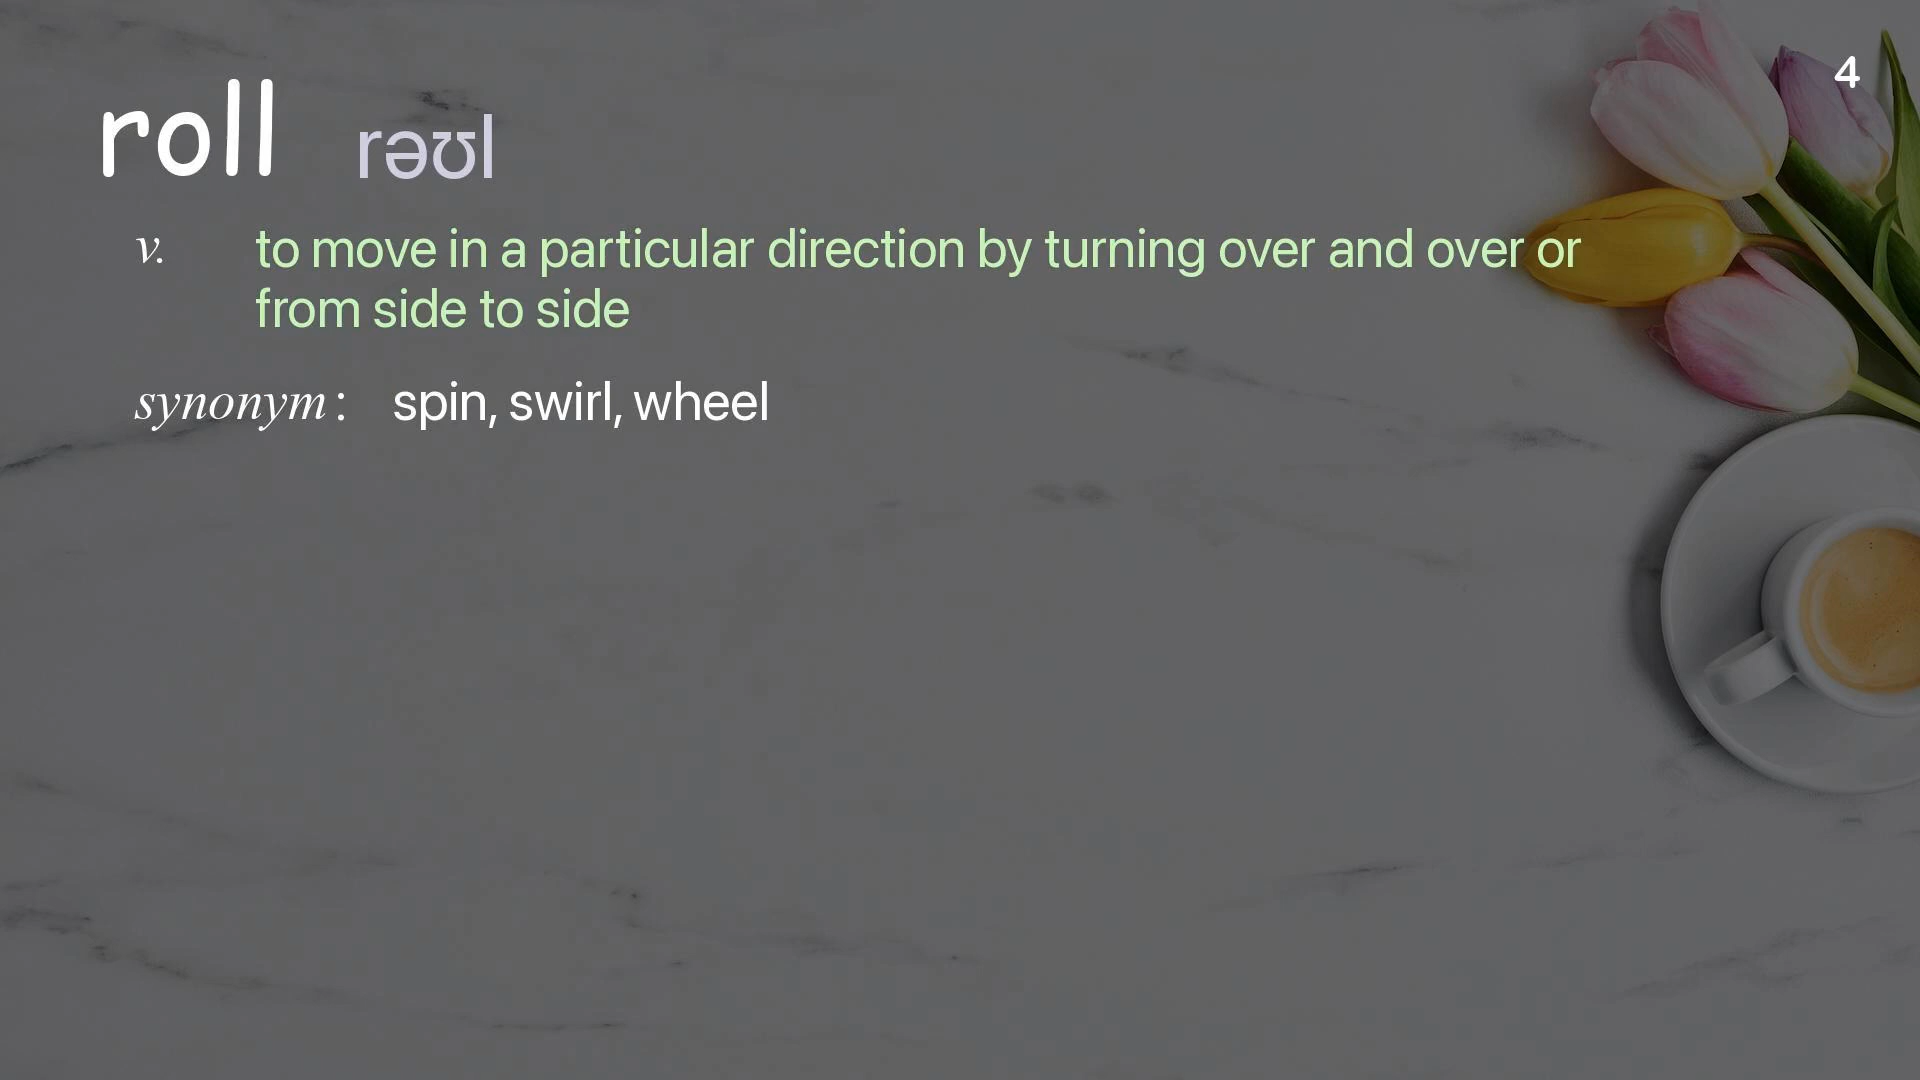 4
roll rəʊl
v. to move in a particular direction by turning over and over or
from side to side
synonym: spin, swirl, wheel